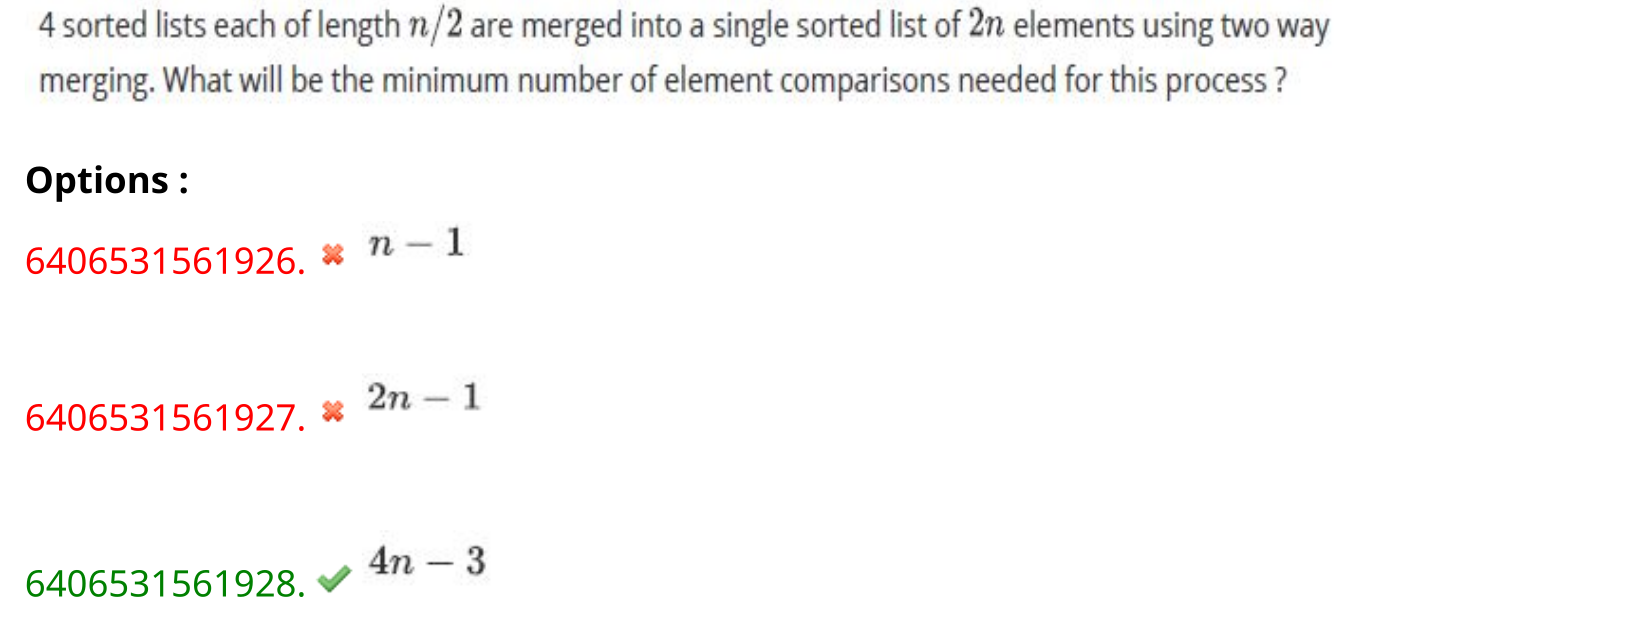 4 sorted lists each of length n/2 are merged into a single sorted list of 2n elements using two way
merging. What will be the minimum number of element comparisons needed for this process ?
Options :
6406531561926. ✖ n − 1
6406531561927. ✖ 2n − 1
6406531561928. ✔ 4n − 3